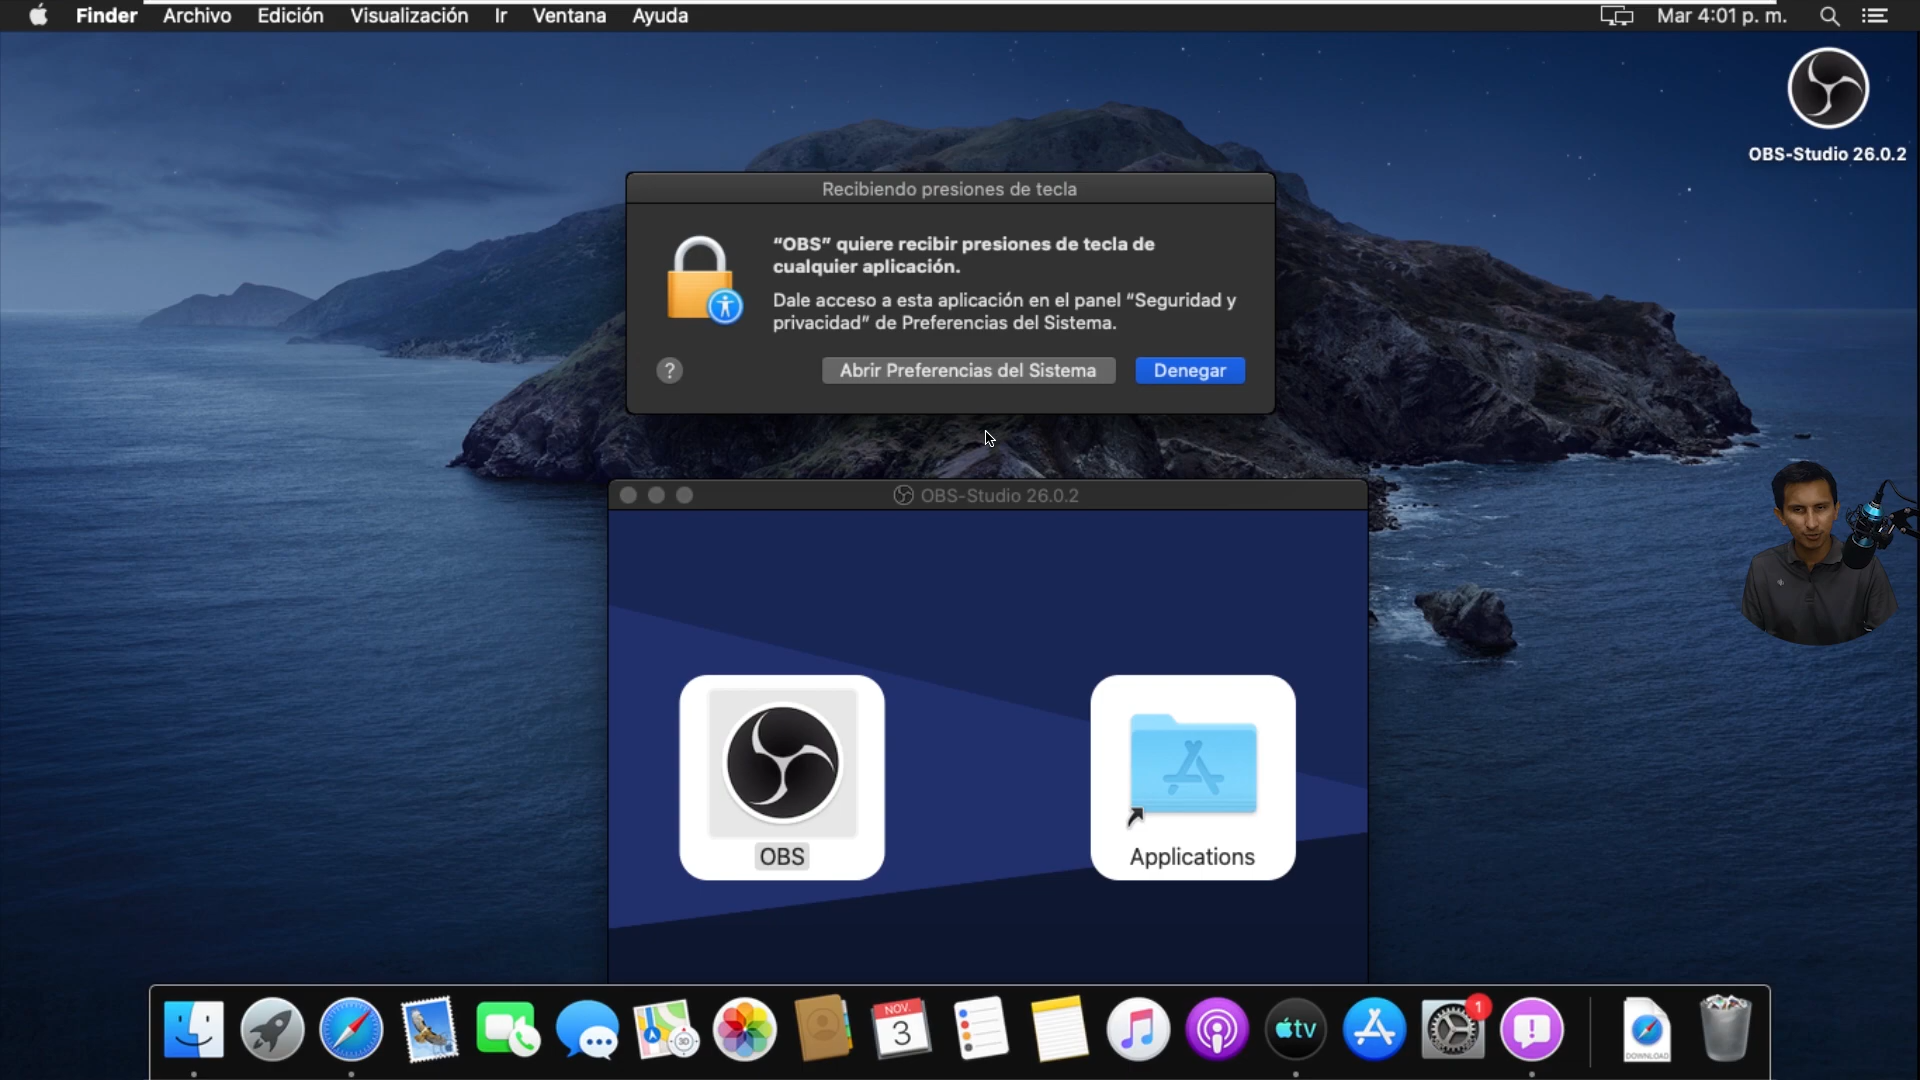 Finder Archivo Edición Visualización Ir Ventana Ayuda Mar 4:01 p. m.
OBS-Studio 26.0.2
Recibiendo presiones de tecla
“OBS” quiere recibir presiones de tecla de
cualquier aplicación.
Dale acceso a esta aplicación en el panel “Seguridad y
privacidad” de Preferencias del Sistema.
? Abrir Preferencias del Sistema Denegar
OBS-Studio 26.0.2
OBS Applications
NOV.
3
30
tv
1
DOWNLOAD